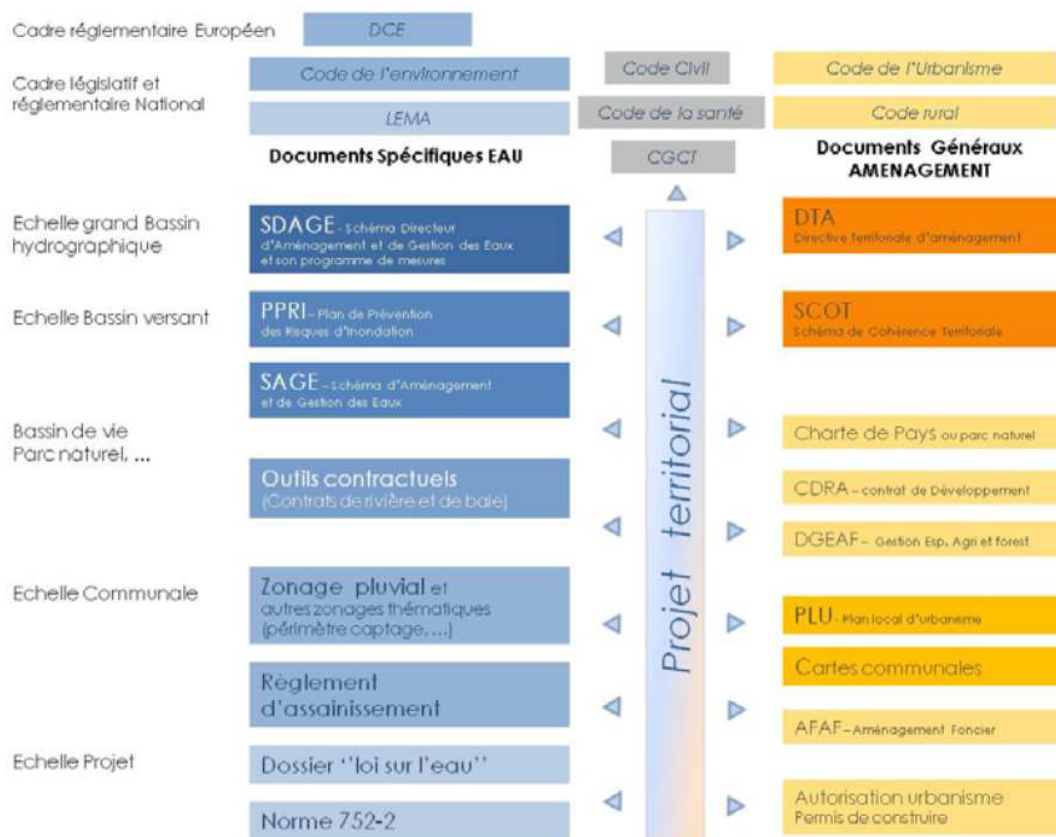 Cadre réglementaire Européen
DCE
Cadre législatif et
réglementaire National
Code de l'environnement
Code Civil
Code de l'Urbanisme
LEMA
Code de la santé
Code rural
Documents Spécifiques EAU
CGCT
Documents Généraux
AMENAGEMENT
Echelle grand Bassin
hydrographique
SDAGE - Schéma Directeur
d'Aménagement et de Gestion des Eaux
et son programme de mesures
DTA
Directive territoriale d'aménagement
Echelle Bassin versant
PPRI – Plan de Prévention
des Risques d'Inondation
SCOT
Schéma de Cohérence Territoriale
SAGE – Schéma d'Aménagement
et de Gestion des Eaux
Projet territorial
Bassin de vie
Parc naturel, ...
Charte de Pays ou parc naturel
Outils contractuels
(Contrats de rivière et de baie)
CDRA – contrat de Développement
DGEAF – Gestion Esp. Agri et forest
Echelle Communale
Zonage pluvial et
autres zonages thématiques
(périmètre captage, ...)
PLU - Plan local d'urbanisme
Cartes communales
Règlement
d'assainissement
AFAF – Aménagement Foncier
Echelle Projet
Dossier ''loi sur l'eau''
Norme 752-2
Autorisation urbanisme
Permis de construire